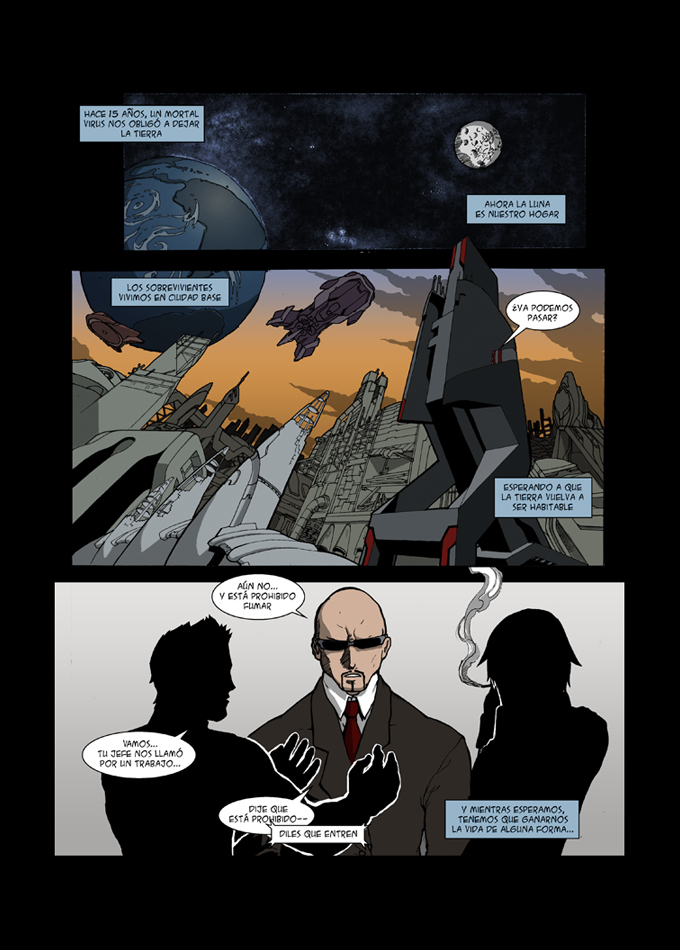 HACE 15 AÑOS, UN MORTAL
VIRUS NOS OBLIGÓ A DEJAR
LA TIERRA
AHORA LA LUNA
ES NUESTRO HOGAR
LOS SOBREVIVIENTES
VIVIMOS EN CIUDAD BASE
¿YA PODEMOS
PASAR?
ESPERANDO A QUE
LA TIERRA VUELVA A
SER HABITABLE
AÚN NO...
Y ESTÁ PROHIBIDO
FUMAR
VAMOS...
TU JEFE NOS LLAMÓ
POR UN TRABAJO...
DIJE QUE
ESTÁ PROHIBIDO--
DILES QUE ENTREN
Y MIENTRAS ESPERAMOS,
TENEMOS QUE GANARNOS
LA VIDA DE ALGUNA FORMA...